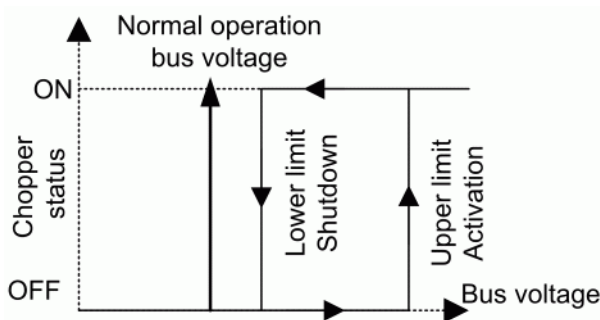 Normal operation
bus voltage
ON
Chopper
status
Lower limit
Shutdown
Upper limit
Activation
OFF
Bus voltage